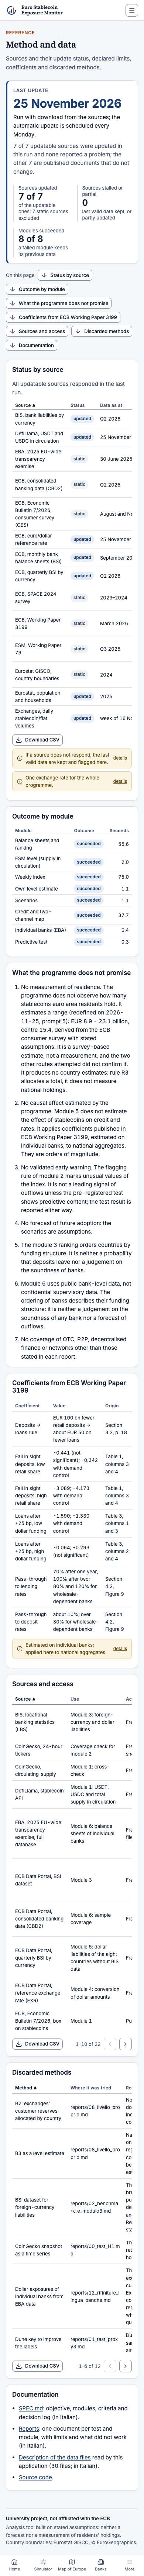 Euro Stablecoin
Exposure Monitor
REFERENCE
Method and data
Sources and their update status, declared limits,
coefficients and discarded methods.
LAST UPDATE
25 November 2026
Run with download from the sources; the
automatic update is scheduled every
Monday.
7 of 7 updatable sources were updated in
this run and none reported a problem; the
other 7 are published documents that do not
change.
Sources updated
7 of 7
of the updatable
ones; 7 static sources
excluded
Sources stalled or
partial
0
last valid data kept, or
partly updated
Modules succeeded
8 of 8
a failed module keeps
its previous data
On this page
Status by source
Outcome by module
What the programme does not promise
Coefficients from ECB Working Paper 3199
Sources and access
Discarded methods
Documentation
Status by source
All updatable sources responded in the last
run.
Source ▲ Status Data as at
BIS, bank liabilities by
currency updated Q2 2026
DefiLlama, USDT and
USDC in circulation updated 25 November
EBA, 2025 EU-wide
transparency
exercise static 30 June 2025
ECB, consolidated
banking data (CBD2) static Q2 2025
ECB, Economic
Bulletin 7/2026,
consumer survey
(CES) static August and No
ECB, euro/dollar
reference rate updated 25 November
ECB, monthly bank
balance sheets (BSI) updated September 20
ECB, quarterly BSI by
currency updated Q2 2026
ECB, SPACE 2024
survey static 2023–2024
ECB, Working Paper
3199 static March 2026
ESM, Working Paper
79 static Q3 2025
Eurostat GISCO,
country boundaries static 2024
Eurostat, population
and households updated 2025
Exchanges, daily
stablecoin/fiat
volumes updated week of 16 No
Download CSV
If a source does not respond, the last
valid data are kept and flagged here. details
One exchange rate for the whole
programme. details
Outcome by module
Module Outcome Seconds
Balance sheets and
ranking succeeded 55.6
ESM level (supply in
circulation) succeeded 2.0
Weekly index succeeded 75.0
Own level estimate succeeded 1.1
Scenarios succeeded 1.1
Credit and two-
channel map succeeded 37.7
Individual banks (EBA) succeeded 0.4
Predictive test succeeded 0.3
What the programme does not promise
1. No measurement of residence. The
programme does not observe how many
stablecoins euro area residents hold. It
estimates a range (redefined on 2026-
11-25, point 5): EUR 8.9 – 23.1 billion,
centre 15.4, derived from the ECB
consumer survey with stated
assumptions. It is a survey-based
estimate, not a measurement, and the two
other routes attempted did not confirm it:
it produces no country estimates; rule R3
of module 1 adopted it does not measure
national holdings.
2. No causal effect estimated by the
programme. Module 5 does not estimate
the effect of stablecoins on credit and
rates: it applies coefficients published in
ECB Working Paper 3199, estimated on
individual banks, to national aggregates.
They are orders of magnitude.
3. No validated early warning. The flagging
rule of module 2 marks unusual values of
the index. It is not a leading signal of
outflows unless the pre-registered test of
module 7 proves otherwise; the test result
is reported either way.
4. No forecast of future adoption: the
scenarios are assumptions.
5. The module 3 ranking orders countries by
exposure in balance sheets, not by probability
that deposits leave nor a judgement on
the soundness of banks.
6. Module 6 uses public bank-level data, not
confidential supervisory data. The
ordering of banks describes their funding
structure: it is not a judgement on the
soundness of any bank nor a forecast of
outflows.
7. No coverage of OTC, P2P, decentralised
finance or networks other than those
stated in each report.
Coefficients from ECB Working Paper
3199
Coefficient Value Origin
Deposits →
loans rule EUR 100 bn fewer
retail deposits →
about EUR 50 bn
fewer loans Section
3.2, p. 18
Fall in sight
deposits, low
retail share −0.441 (not
significant); −0.342
with demand
control Table 1,
columns 3
and 4
Fall in sight
deposits, high
retail share −3.089; −4.173
with demand
control Table 1,
columns 3
and 4
Loans after
+25 bp, low
dollar funding −1.590; −1.330
with demand
control Table 3,
columns 1
and 3
Loans after
+25 bp, high
dollar funding −0.064; +0.293
(not significant) Table 3,
columns 2
and 4
Pass-through
to lending
rates 70% after one year,
100% after two;
80% and 120% for
wholesale-
dependent banks Section
4.2,
Figure 9
Pass-through
to deposit
rates about 10%; over
30% for wholesale-
dependent banks Section
4.2,
Figure 9
Estimated on individual banks;
applied here to national aggregates. details
Sources and access
Source ▲ Use Ac
BIS, locational
banking statistics
(LBS) Module 3: foreign-
currency and dollar
liabilities Fre
CoinGecko, 24-hour
tickers Coverage check for
module 2 Fre
sn
CoinGecko,
circulating_supply Module 1: cross-
check Fre
DefiLlama, stablecoin
API Module 1: USDT,
USDC and total
supply in circulation Fre
EBA, 2025 EU-wide
transparency
exercise, full
database Module 6: balance
sheets of individual
banks Fre
file
ECB Data Portal, BSI
dataset Module 3 Fre
ECB Data Portal,
consolidated banking
data (CBD2) Module 6: sample
coverage Fre
ECB Data Portal,
quarterly BSI by
currency Module 5: dollar
liabilities of the eight
countries without BIS
data Fre
ECB Data Portal,
reference exchange
rate (EXR) Module 4: conversion
of dollar amounts Fre
ECB, Economic
Bulletin 7/2026, box
on stablecoins Module 1 Pu
Download CSV 1–10 of 22
Discarded methods
Method ▲ Where it was tried Re
B2: exchanges'
customer reserves
allocated by country reports/08_livello_pro
prio.md
B3 as a level estimate reports/08_livello_pro
prio.md
BSI dataset for
foreign-currency
liabilities reports/02_benchma
rk_e_modulo3.md
CoinGecko snapshot
as a time series reports/00_test_H1.m
d
Dollar exposures of
individual banks from
EBA data reports/12_rifiniture_l
ingua_banche.md
Dune key to improve
the labels reports/01_test_prox
y3.md
Download CSV 1–6 of 12
Documentation
SPEC.md: objective, modules, criteria and
decision log (in Italian).
Reports: one document per test and
module, with limits and what did not work
(in Italian).
Description of the data files read by this
application (30 files; in Italian).
Source code.
University project, not affiliated with the ECB
Analysis tool built on stated assumptions: neither a
forecast nor a measurement of residents' holdings.
Country boundaries: Eurostat GISCO, © EuroGeographics.
Home Simulator Map of Europe Banks More